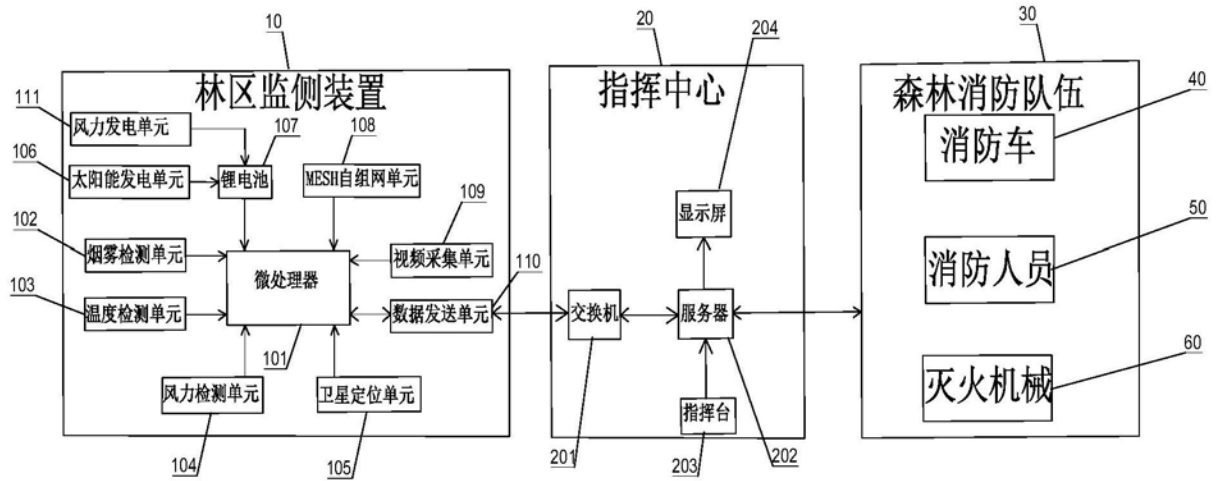 10
20
204
30
林区监侧装置
指挥中心
森林消防队伍
111
风力发电单元
107
108
40
消防车
106
太阳能发电单元
锂电池
MESH自组网单元
显示屏
102
109
50
烟雾检测单元
视频采集单元
消防人员
微处理器
110
103
温度检测单元
数据发送单元
交换机
服务器
60
101
灭火机械
风力检测单元
卫星定位单元
指挥台
104
105
201
203
202